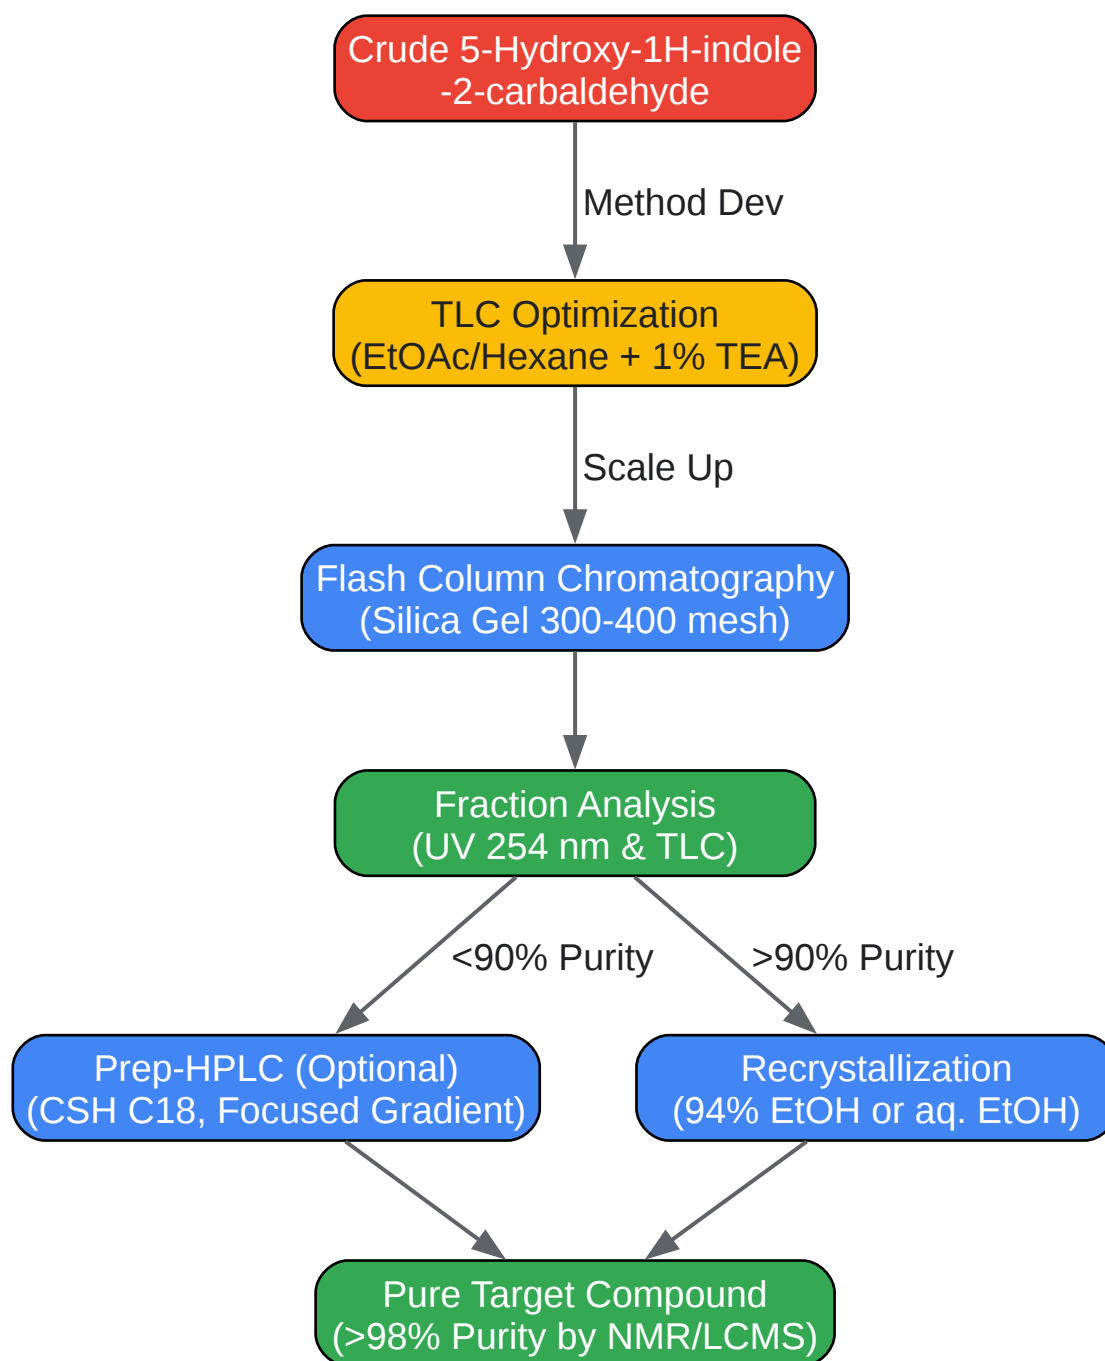 Crude 5-Hydroxy-1H-indole
-2-carbaldehyde
Method Dev
TLC Optimization
(EtOAc/Hexane + 1% TEA)
Scale Up
Flash Column Chromatography
(Silica Gel 300-400 mesh)
Fraction Analysis
(UV 254 nm & TLC)
<90% Purity
>90% Purity
Prep-HPLC (Optional)
(CSH C18, Focused Gradient)
Recrystallization
(94% EtOH or aq. EtOH)
Pure Target Compound
(>98% Purity by NMR/LCMS)